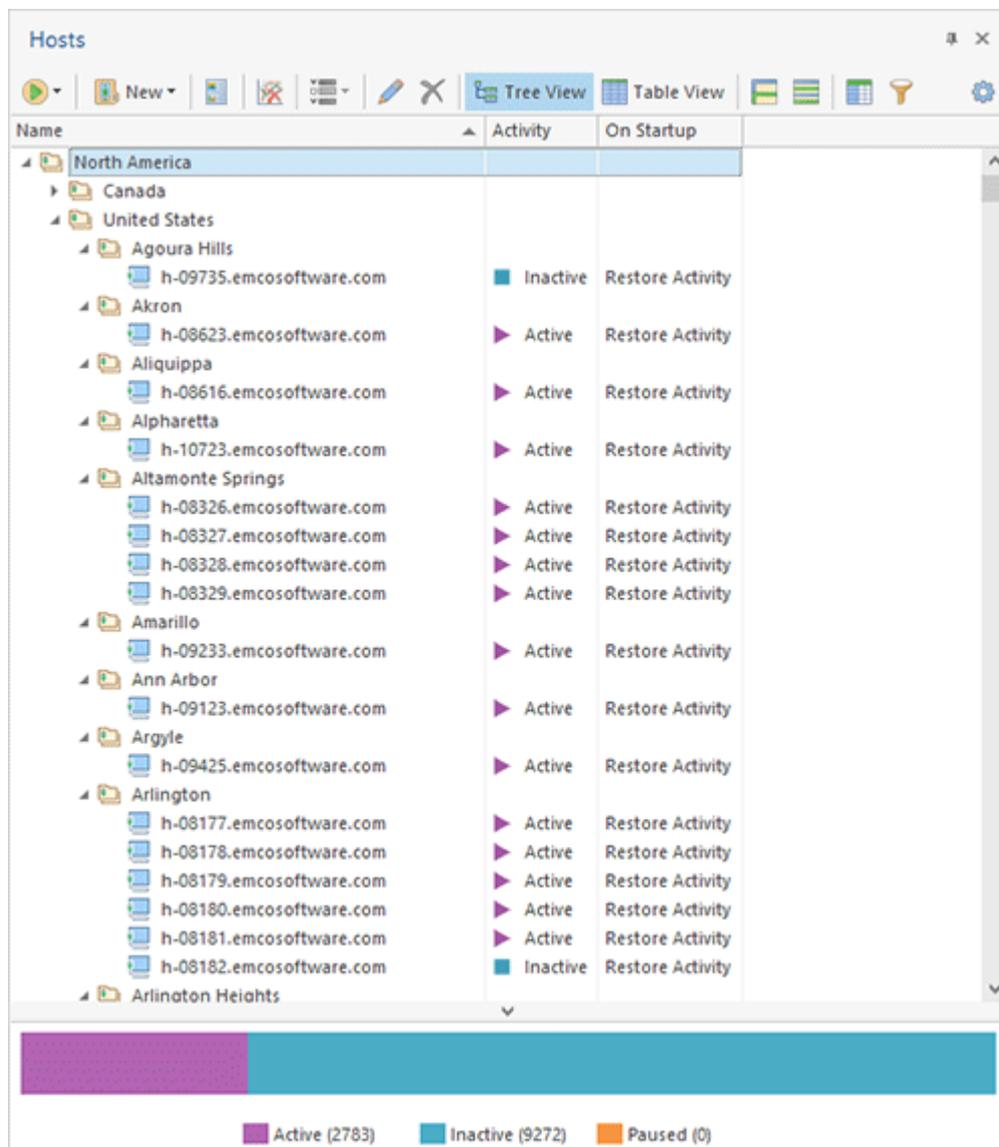 Hosts
New Tree View Table View
Name Activity On Startup
North America
Canada
United States
Agoura Hills
h-09735.emcosoftware.com Inactive Restore Activity
Akron
h-08623.emcosoftware.com Active Restore Activity
Aliquippa
h-08616.emcosoftware.com Active Restore Activity
Alpharetta
h-10723.emcosoftware.com Active Restore Activity
Altamonte Springs
h-08326.emcosoftware.com Active Restore Activity
h-08327.emcosoftware.com Active Restore Activity
h-08328.emcosoftware.com Active Restore Activity
h-08329.emcosoftware.com Active Restore Activity
Amarillo
h-09233.emcosoftware.com Active Restore Activity
Ann Arbor
h-09123.emcosoftware.com Active Restore Activity
Argyle
h-09425.emcosoftware.com Active Restore Activity
Arlington
h-08177.emcosoftware.com Active Restore Activity
h-08178.emcosoftware.com Active Restore Activity
h-08179.emcosoftware.com Active Restore Activity
h-08180.emcosoftware.com Active Restore Activity
h-08181.emcosoftware.com Active Restore Activity
h-08182.emcosoftware.com Inactive Restore Activity
Arlington Heights
Active (2783) Inactive (9272) Paused (0)